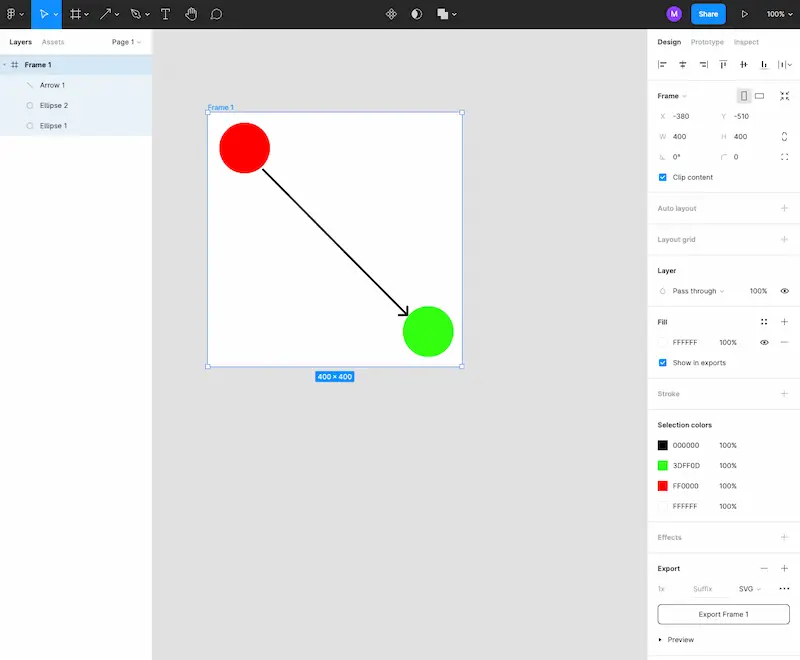 M
Share
100%
Layers
Assets
Page 1
Frame 1
Arrow 1
Ellipse 2
Ellipse 1
Frame 1
400 × 400
Design
Prototype
Inspect
Frame
X -380
Y -510
W 400
H 400
0°
0
Clip content
Auto layout
Layout grid
Layer
Pass through
100%
Fill
FFFFFF 100%
Show in exports
Stroke
Selection colors
000000 100%
3DFF0D 100%
FF0000 100%
FFFFFF 100%
Effects
Export
1x Suffix SVG
Export Frame 1
Preview